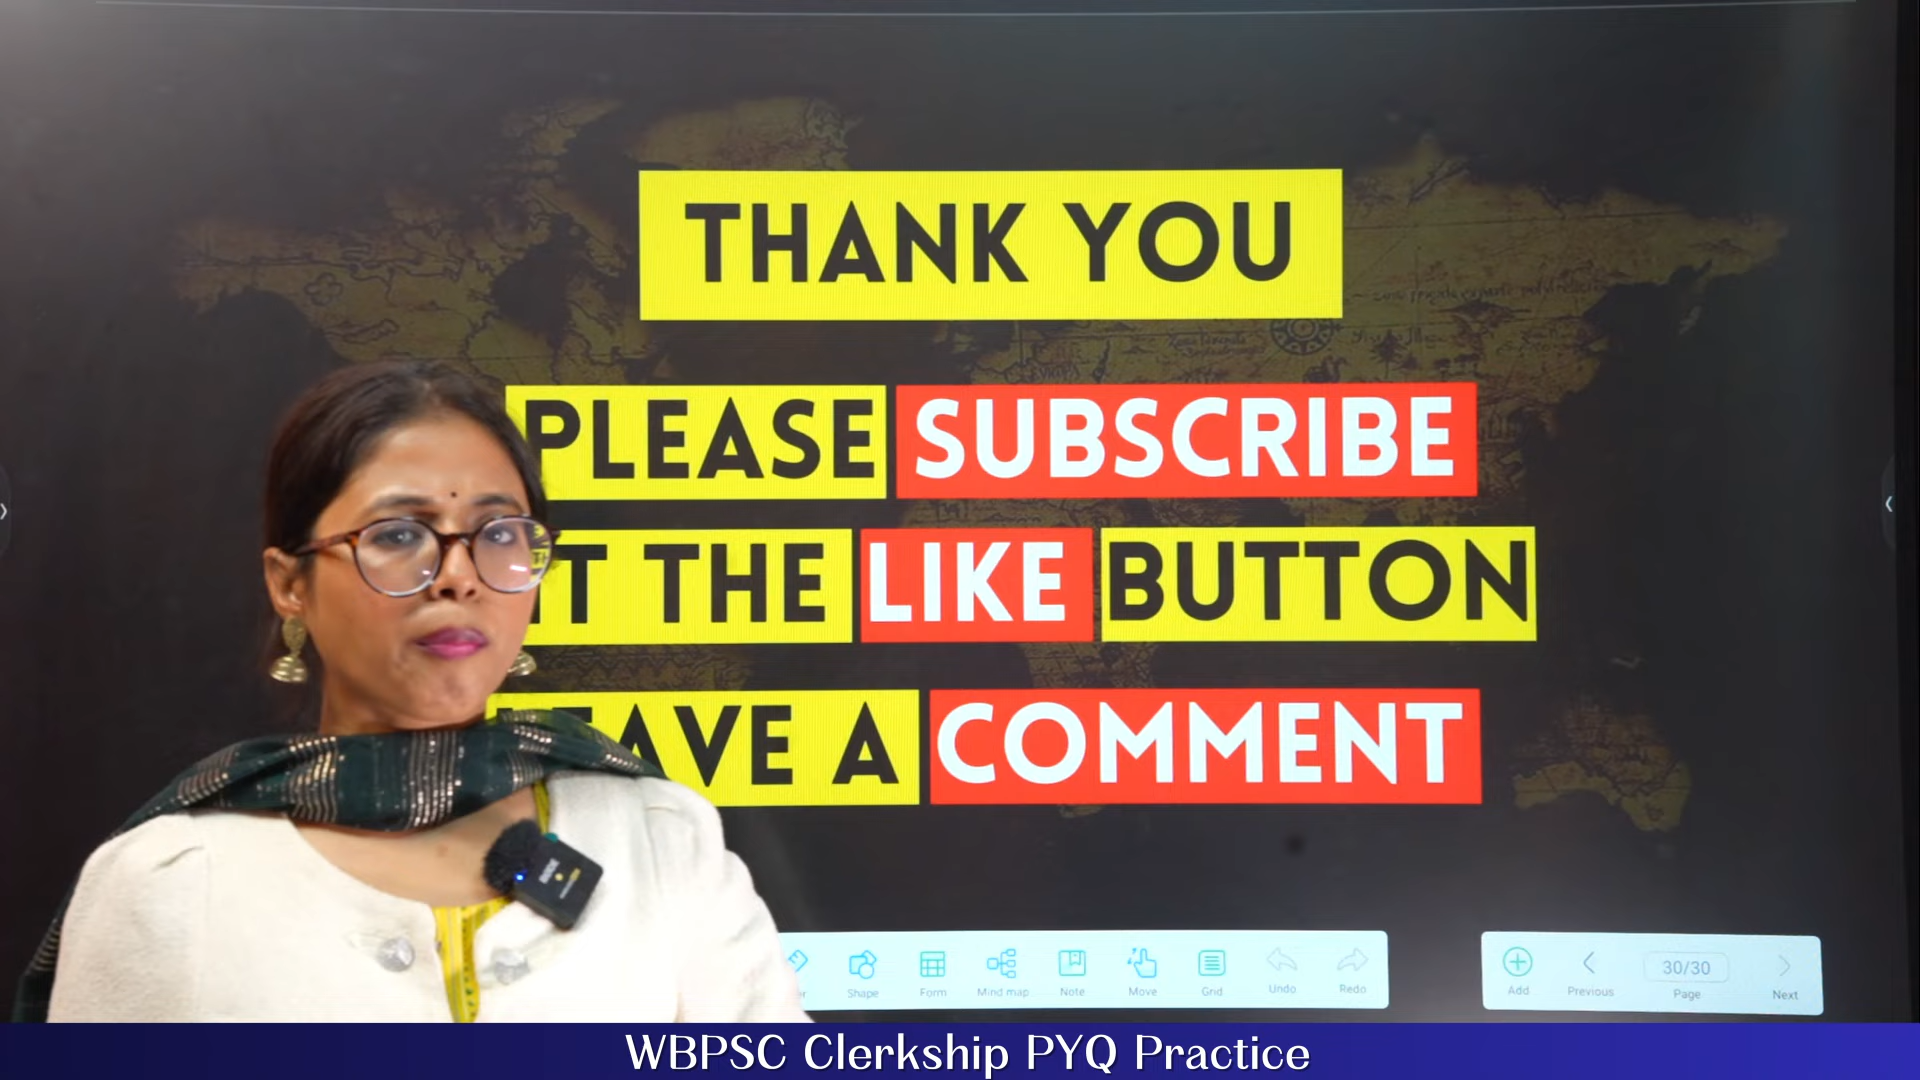 THANK YOU
PLEASE SUBSCRIBE
THE LIKE BUTTON
A COMMENT
Shape Form Mind map Note Move Grid Undo Redo
Add Previous 30/30 Page Next
WBPSC Clerkship PYQ Practice